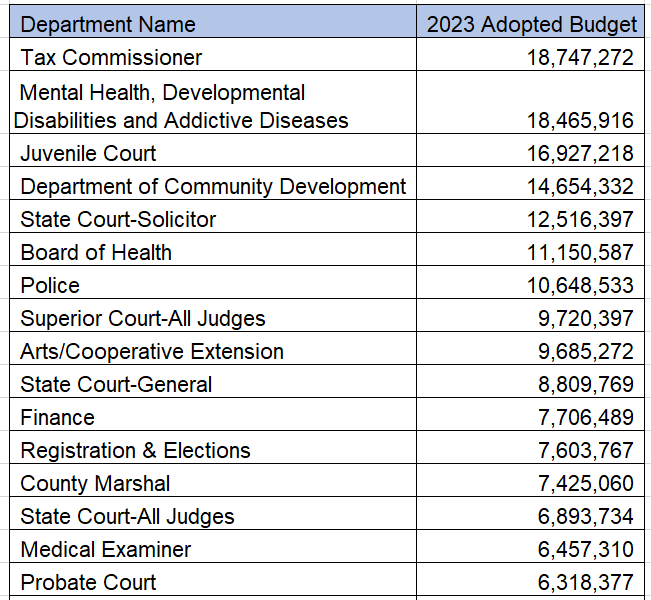 Department Name 2023 Adopted Budget
Tax Commissioner 18,747,272
Mental Health, Developmental
Disabilities and Addictive Diseases 18,465,916
Juvenile Court 16,927,218
Department of Community Development 14,654,332
State Court-Solicitor 12,516,397
Board of Health 11,150,587
Police 10,648,533
Superior Court-All Judges 9,720,397
Arts/Cooperative Extension 9,685,272
State Court-General 8,809,769
Finance 7,706,489
Registration & Elections 7,603,767
County Marshal 7,425,060
State Court-All Judges 6,893,734
Medical Examiner 6,457,310
Probate Court 6,318,377